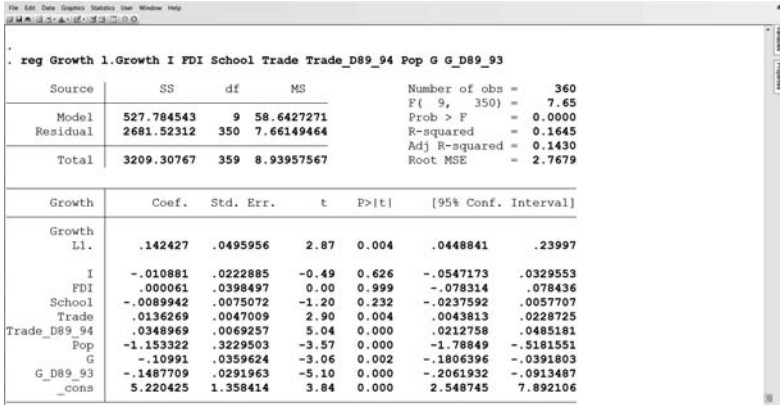 File Edit Data Graphics Statistics User Window Help
.
. reg Growth l.Growth I FDI School Trade Trade_D89_94 Pop G G_D89_93
Source SS df MS Number of obs = 360
F( 9, 350) = 7.65
Model 527.784543 9 58.6427271 Prob > F = 0.0000
Residual 2681.52312 350 7.66149464 R-squared = 0.1645
Adj R-squared = 0.1430
Total 3209.30767 359 8.93957567 Root MSE = 2.7679
Growth Coef. Std. Err. t P>|t| [95% Conf. Interval]
Growth
L1. .142427 .0495956 2.87 0.004 .0448841 .23997
I -.010881 .0222885 -0.49 0.626 -.0547173 .0329553
FDI .000061 .0398497 0.00 0.999 -.078314 .078436
School -.0089942 .0075072 -1.20 0.232 -.0237592 .0057707
Trade .0136269 .0047009 2.90 0.004 .0043813 .0228725
Trade_D89_94 .0348969 .0069257 5.04 0.000 .0212758 .0485181
Pop -1.153322 .3229503 -3.57 0.000 -1.78849 -.5181551
G -.10991 .0359624 -3.06 0.002 -.1806396 -.0391803
G_D89_93 -.1487709 .0291963 -5.10 0.000 -.2061932 -.0913487
_cons 5.220425 1.358414 3.84 0.000 2.548745 7.892106